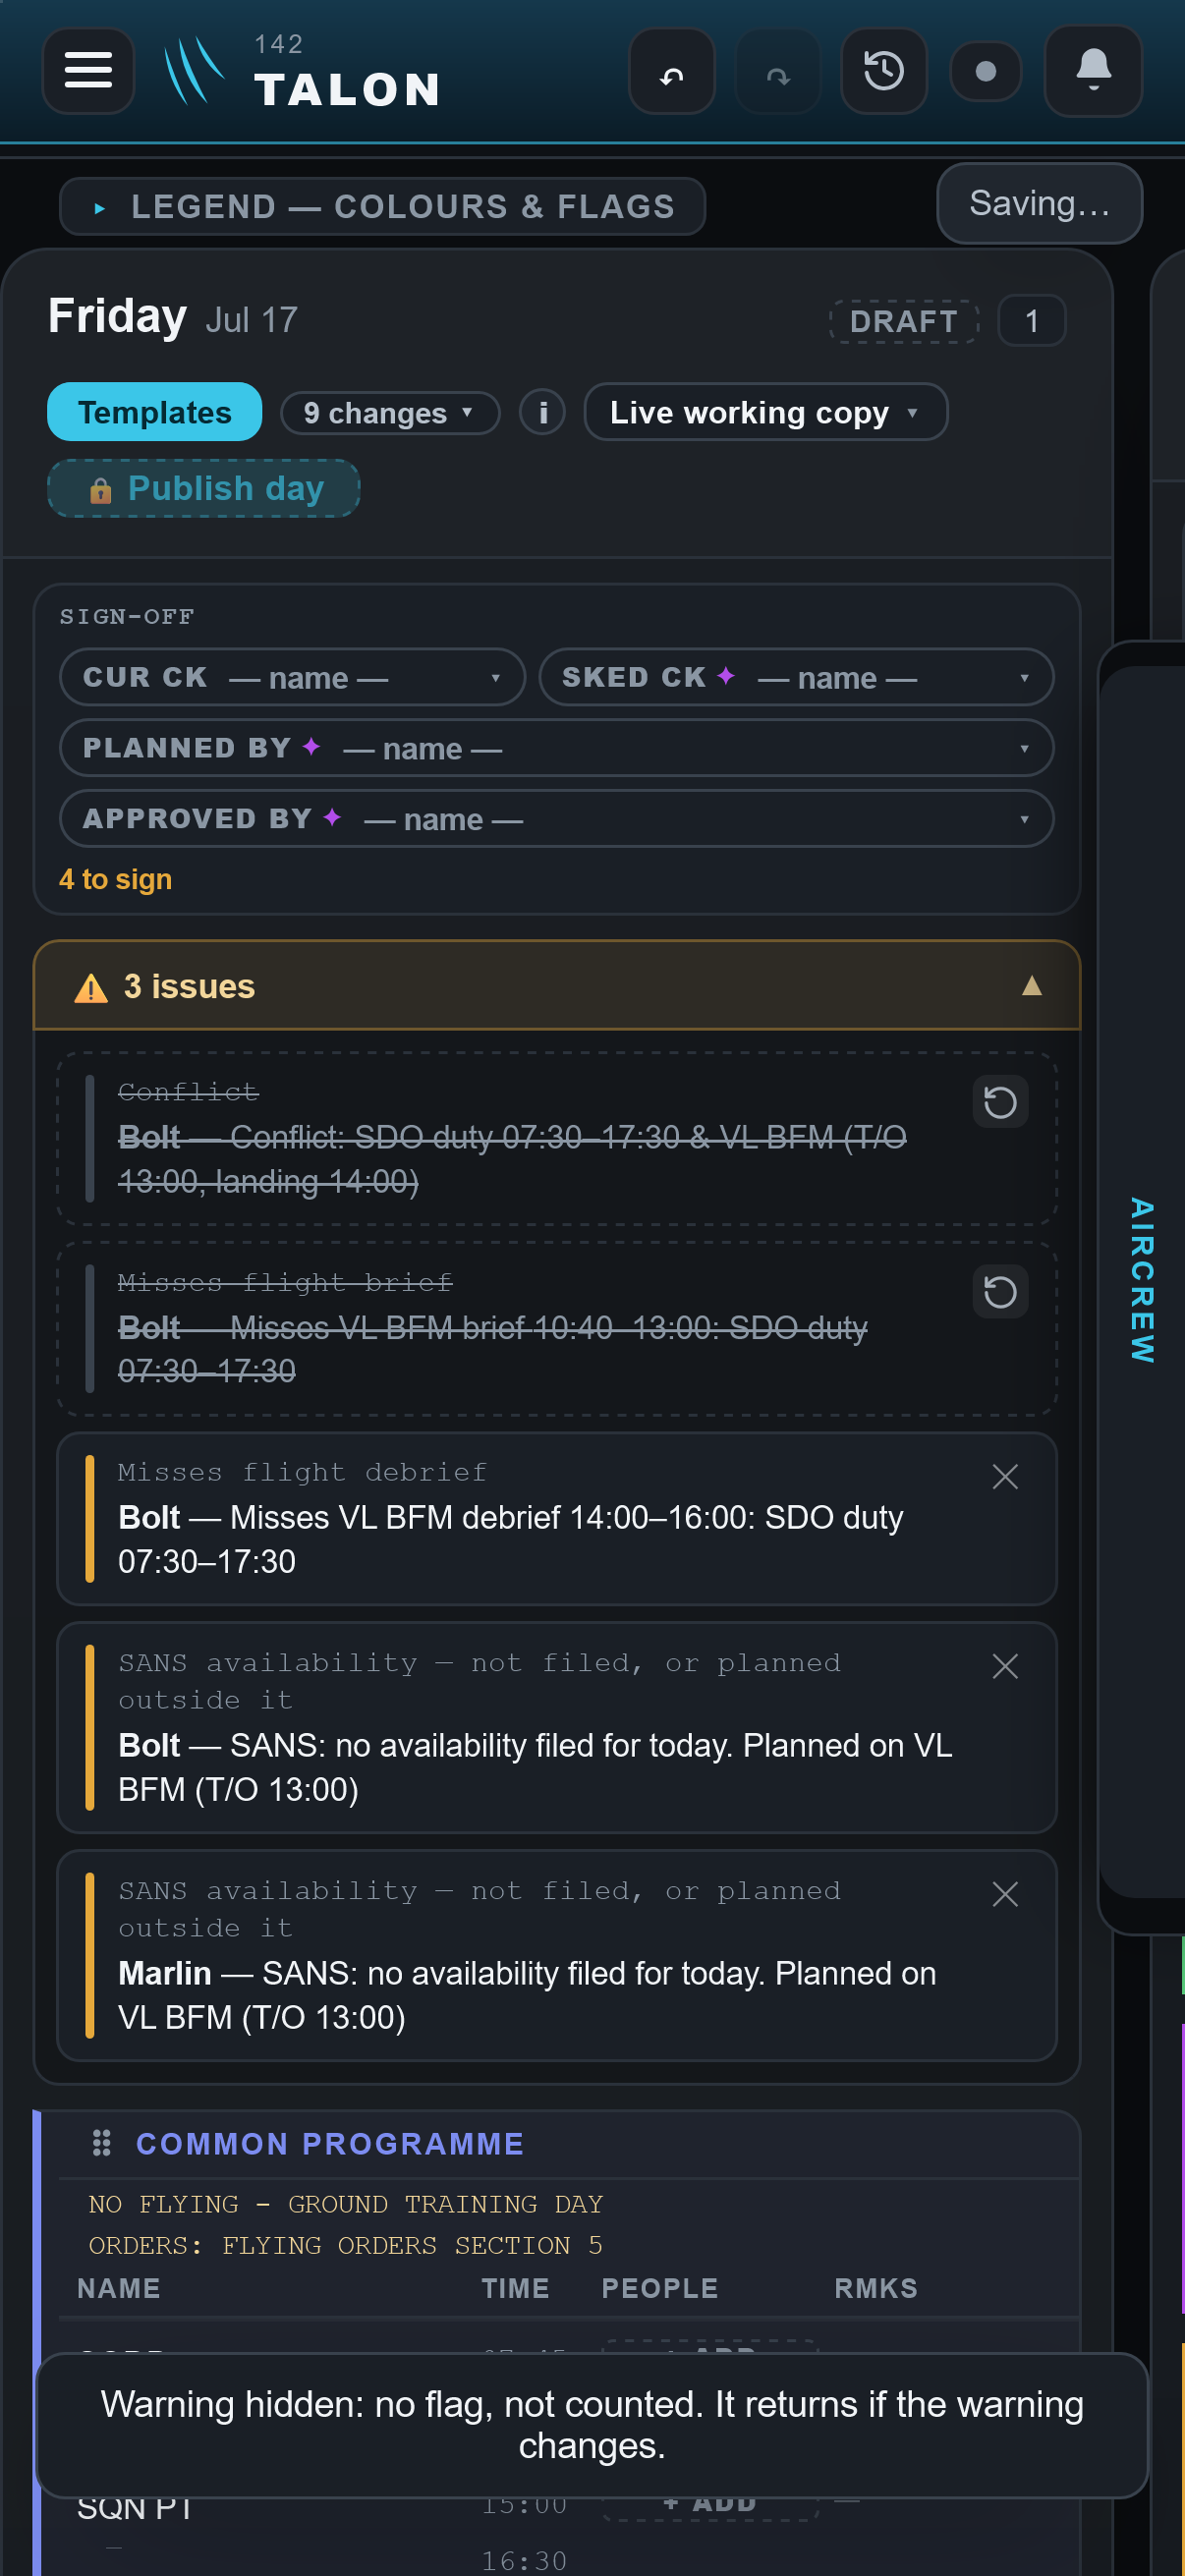 142
TALON
▸ LEGEND — COLOURS & FLAGS
Saving…
Friday Jul 17
DRAFT 1
Templates 9 changes ▾ i Live working copy ▾
🔒 Publish day
SIGN-OFF
CUR CK — name — ▾ SKED CK ✦ — name — ▾
PLANNED BY ✦ — name — ▾
APPROVED BY ✦ — name — ▾
4 to sign
⚠️ 3 issues ▲
Conflict
Bolt — Conflict: SDO duty 07:30–17:30 & VL BFM (T/O
13:00, landing 14:00)
Misses flight brief
Bolt — Misses VL BFM brief 10:40–13:00: SDO duty
07:30–17:30
Misses flight debrief
Bolt — Misses VL BFM debrief 14:00–16:00: SDO duty
07:30–17:30
SANS availability — not filed, or planned
outside it
Bolt — SANS: no availability filed for today. Planned on VL
BFM (T/O 13:00)
SANS availability — not filed, or planned
outside it
Marlin — SANS: no availability filed for today. Planned on
VL BFM (T/O 13:00)
AIRCREW
COMMON PROGRAMME
NO FLYING - GROUND TRAINING DAY
ORDERS: FLYING ORDERS SECTION 5
NAME TIME PEOPLE RMKS
Warning hidden: no flag, not counted. It returns if the warning
changes.
SQN PT 15:00 + ADD —
— 16:30